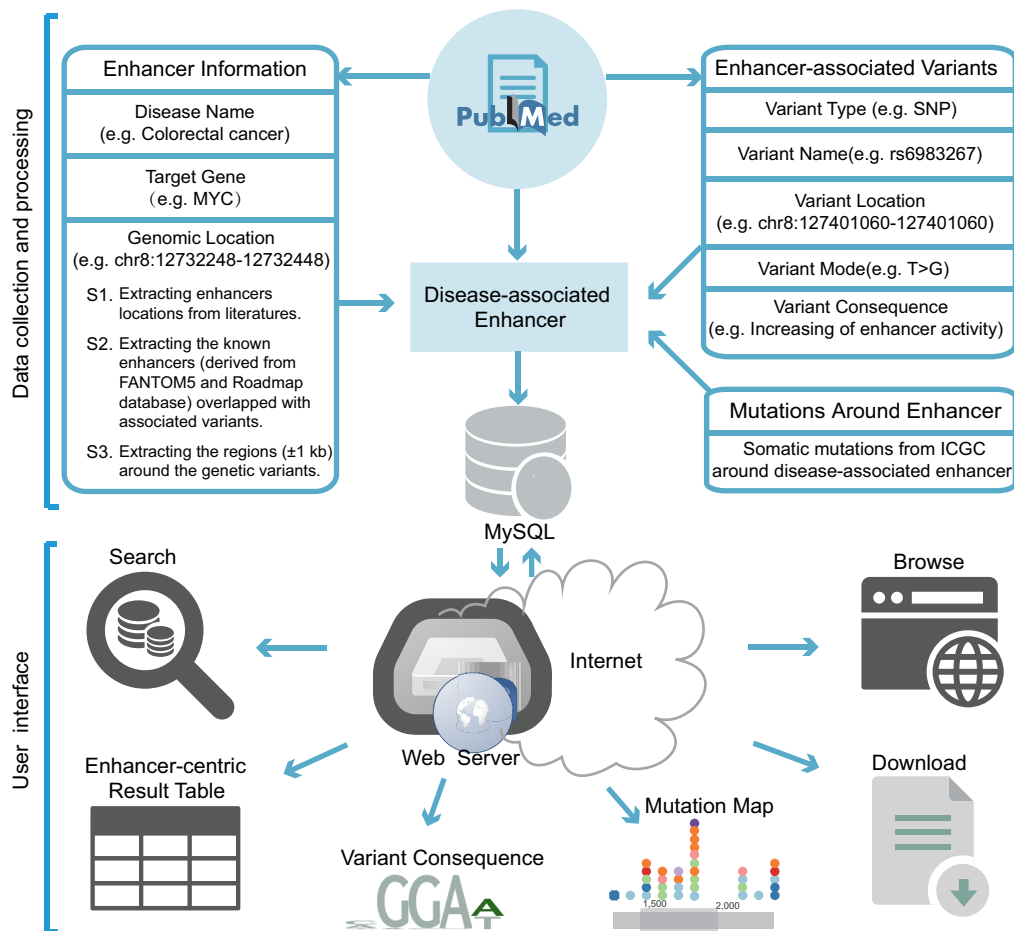 Data collection and processing
Enhancer Information
Disease Name
(e.g. Colorectal cancer)
Target Gene
(e.g. MYC)
Genomic Location
(e.g. chr8:12732248-12732448)
S1. Extracting enhancers
locations from literatures.
S2. Extracting the known
enhancers (derived from
FANTOM5 and Roadmap
database) overlapped with
associated variants.
S3. Extracting the regions (±1 kb)
around the genetic variants.
PubMed
Disease-associated
Enhancer
MySQL
Enhancer-associated Variants
Variant Type (e.g. SNP)
Variant Name(e.g. rs6983267)
Variant Location
(e.g. chr8:127401060-127401060)
Variant Mode(e.g. T>G)
Variant Consequence
(e.g. Increasing of enhancer activity)
Mutations Around Enhancer
Somatic mutations from ICGC
around disease-associated enhancer
User interface
Search
Internet
Web Server
Browse
Enhancer-centric
Result Table
Variant Consequence
GGAA
T
Mutation Map
1,500
2,000
Download